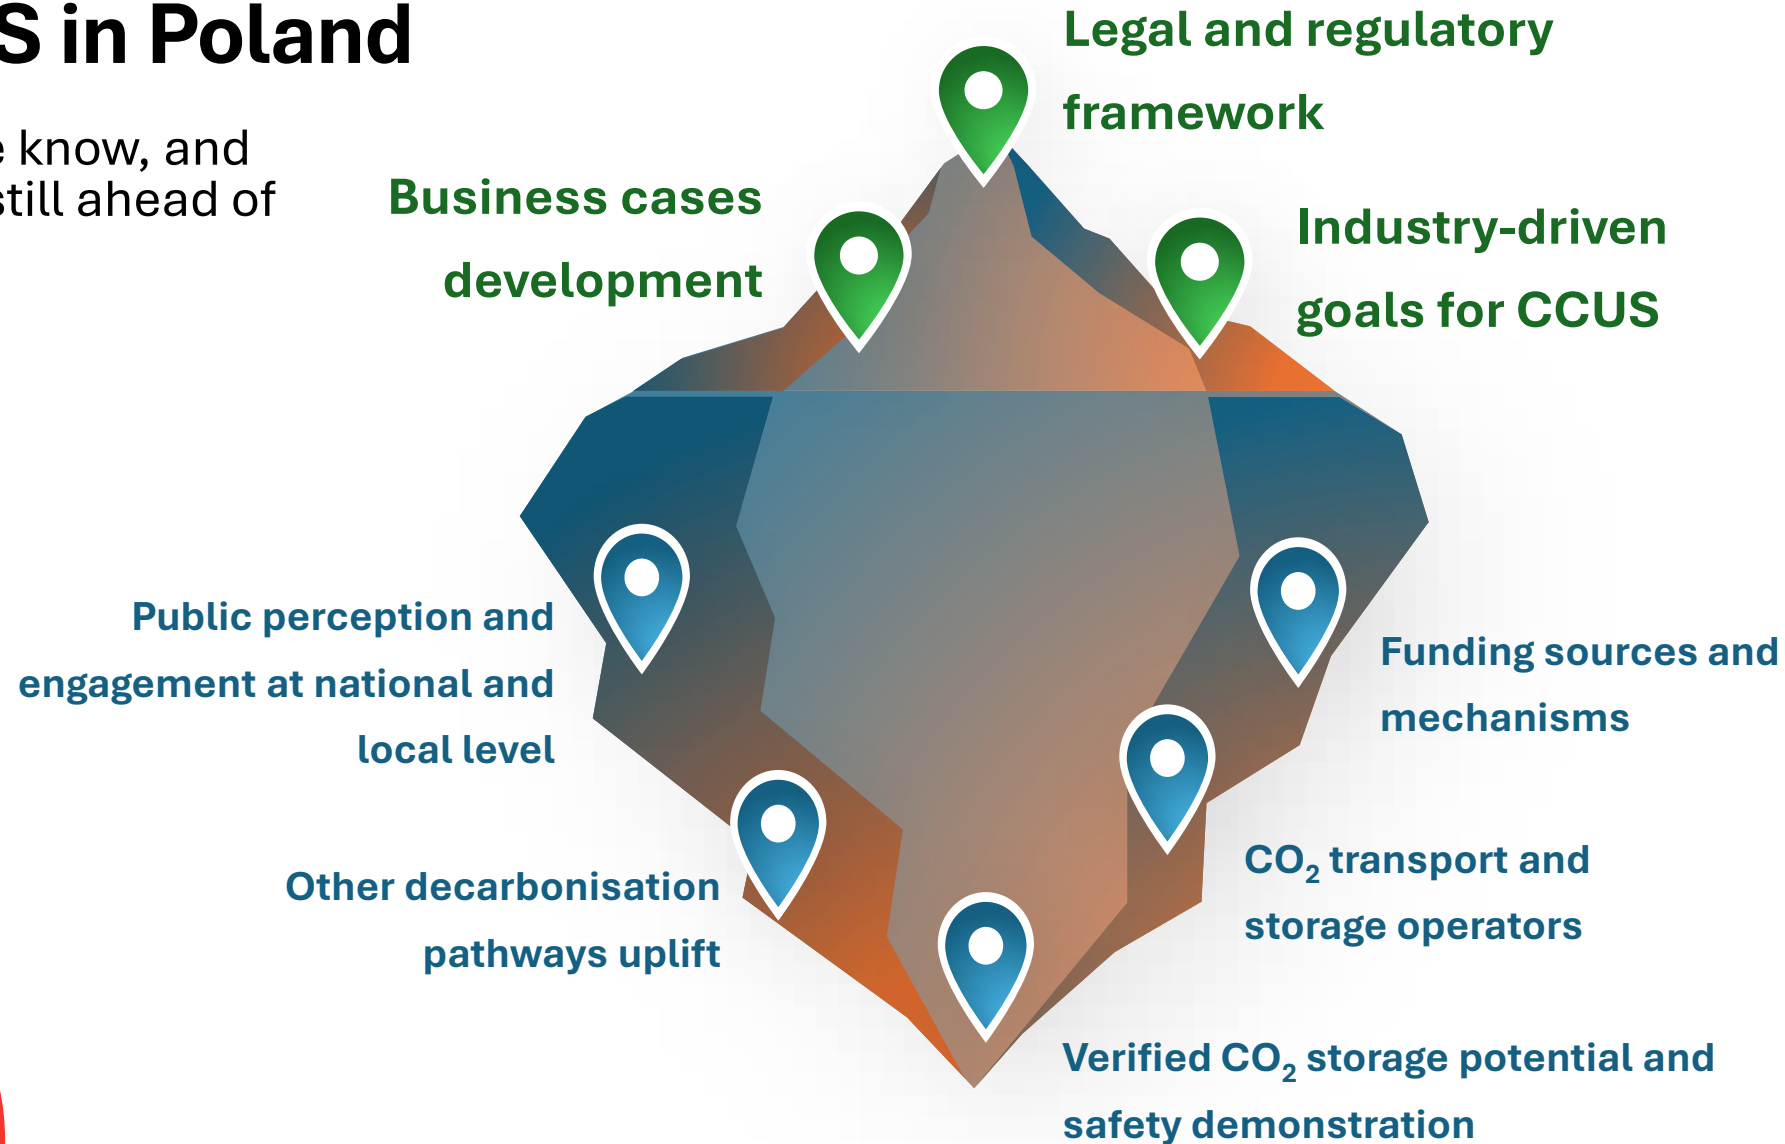 S in Poland
know, and
still ahead of
Legal and regulatory
framework
Business cases
development
Industry-driven
goals for CCUS
Public perception and
engagement at national and
local level
Funding sources and
mechanisms
Other decarbonisation
pathways uplift
CO₂ transport and
storage operators
Verified CO₂ storage potential and
safety demonstration